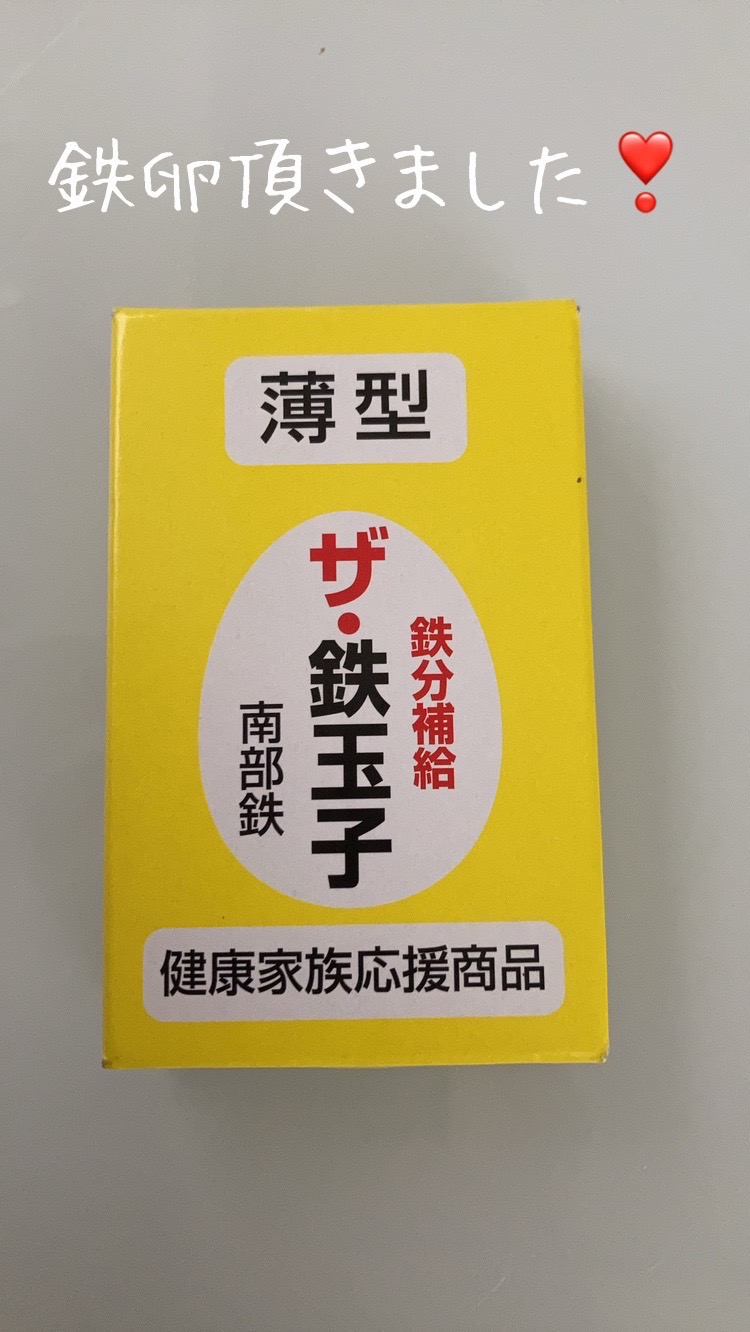 鉄卵頂きました❣️
薄型
鉄分補給
ザ・鉄玉子
南部鉄
健康家族応援商品